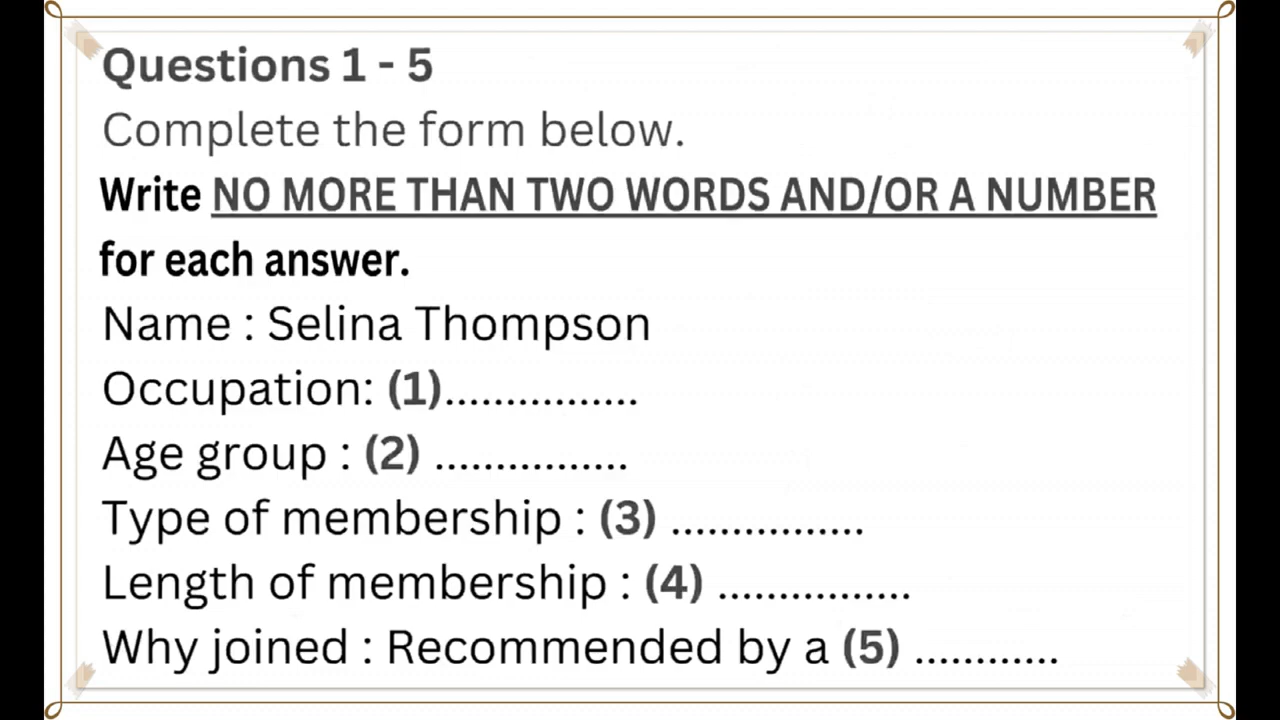 Questions 1 - 5
Complete the form below.
Write NO MORE THAN TWO WORDS AND/OR A NUMBER
for each answer.
Name : Selina Thompson
Occupation: (1)................
Age group : (2) ................
Type of membership : (3) ................
Length of membership : (4) ................
Why joined : Recommended by a (5) ............